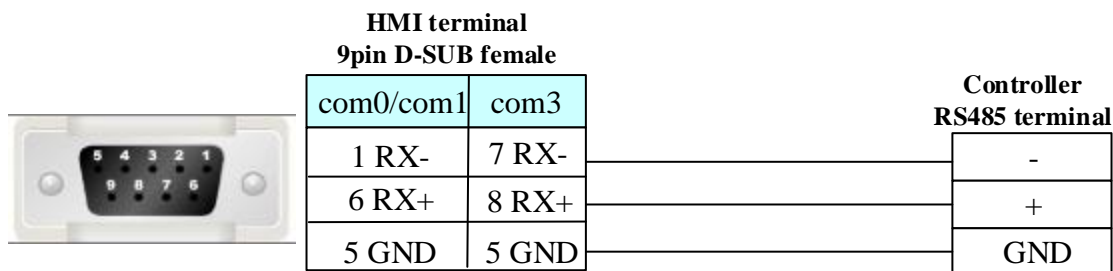 HMI terminal
9pin D-SUB female
Controller
RS485 terminal
com0/com1 com3
1 RX- 7 RX- -
6 RX+ 8 RX+ +
5 GND 5 GND GND
5 4 3 2 1
9 8 7 6